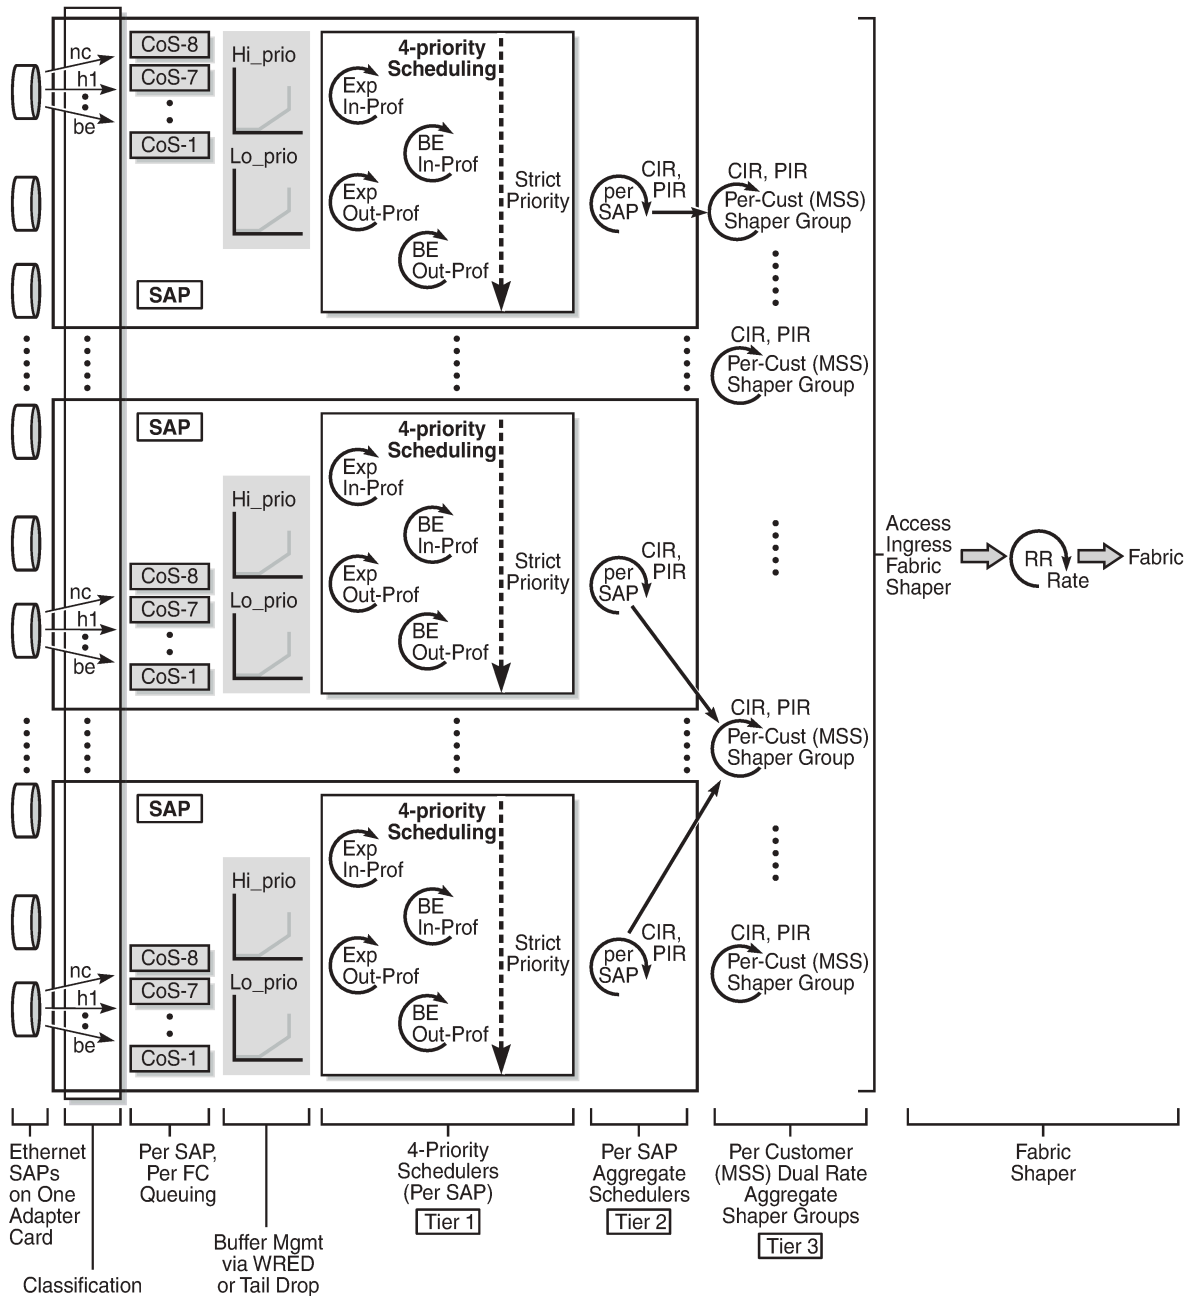 nc
h1
be
CoS-8
CoS-7
CoS-1
Hi_prio
Lo_prio
4-priority
Scheduling
Exp
In-Prof
BE
In-Prof
Exp
Out-Prof
BE
Out-Prof
Strict
Priority
SAP
per
SAP
CIR,
PIR
CIR, PIR
Per-Cust (MSS)
Shaper Group
CIR, PIR
Per-Cust (MSS)
Shaper Group
SAP
nc
h1
be
CoS-8
CoS-7
CoS-1
Hi_prio
Lo_prio
4-priority
Scheduling
Exp
In-Prof
BE
In-Prof
Exp
Out-Prof
BE
Out-Prof
Strict
Priority
per
SAP
CIR,
PIR
Access
Ingress
Fabric
Shaper
RR
Rate
Fabric
CIR, PIR
Per-Cust (MSS)
Shaper Group
SAP
nc
h1
be
CoS-8
CoS-7
CoS-1
Hi_prio
Lo_prio
4-priority
Scheduling
Exp
In-Prof
BE
In-Prof
Exp
Out-Prof
BE
Out-Prof
Strict
Priority
per
SAP
CIR,
PIR
CIR, PIR
Per-Cust (MSS)
Shaper Group
Ethernet
SAPs
on One
Adapter
Card
Classification
Per SAP,
Per FC
Queuing
Buffer Mgmt
via WRED
or Tail Drop
4-Priority
Schedulers
(Per SAP)
Tier 1
Per SAP
Aggregate
Schedulers
Tier 2
Per Customer
(MSS) Dual Rate
Aggregate
Shaper Groups
Tier 3
Fabric
Shaper